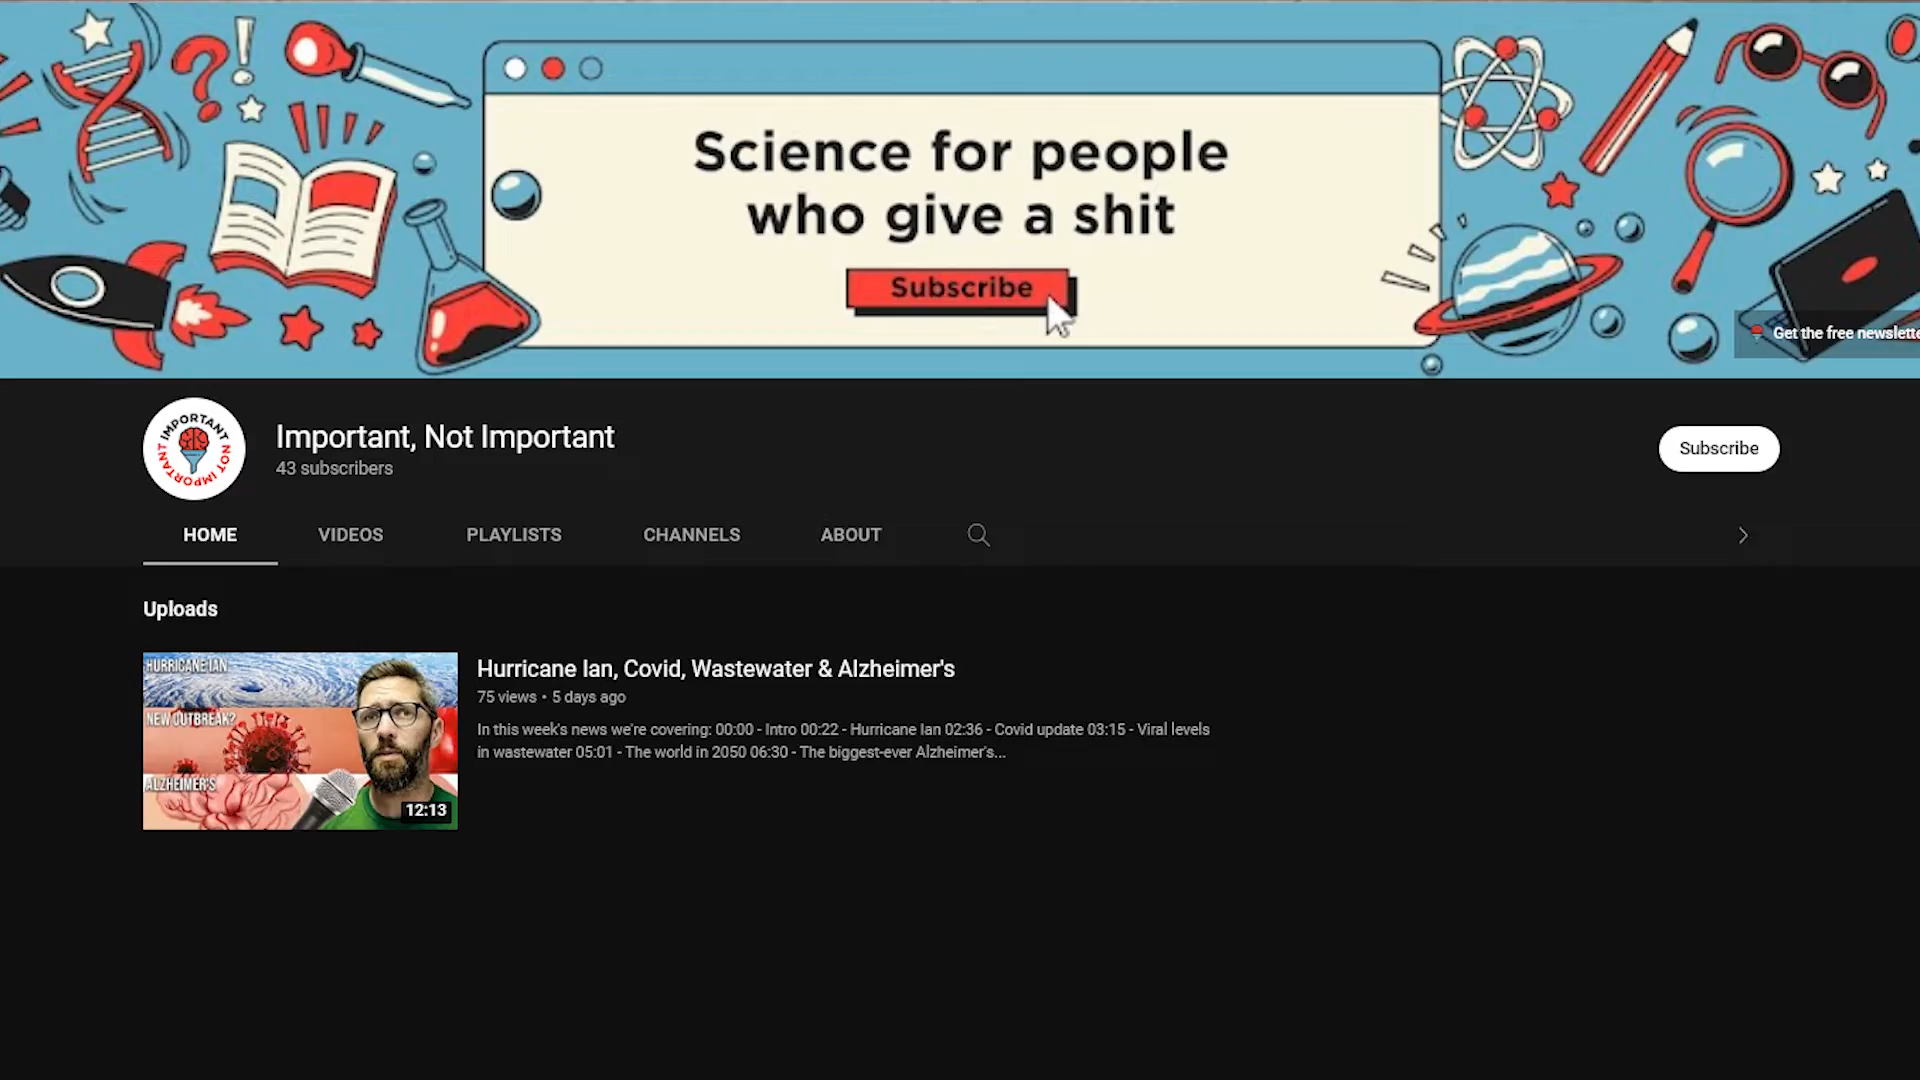 Science for people
who give a shit
Subscribe
Get the free newslette
IMPORTANT
NOT IMPORTANT
Important, Not Important
43 subscribers
Subscribe
HOME
VIDEOS
PLAYLISTS
CHANNELS
ABOUT
Uploads
HURRICANE IAN
NEW OUTBREAK?
ALZHEIMER'S
12:13
Hurricane Ian, Covid, Wastewater & Alzheimer's
75 views • 5 days ago
In this week's news we're covering: 00:00 - Intro 00:22 - Hurricane Ian 02:36 - Covid update 03:15 - Viral levels
in wastewater 05:01 - The world in 2050 06:30 - The biggest-ever Alzheimer's...